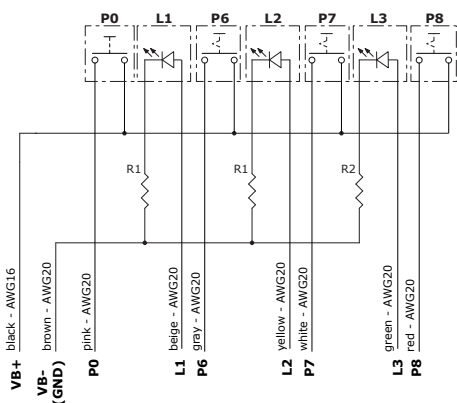 P0 L1 P6 L2 P7 L3 P8
R1 R1 R2
black - AWG16
brown - AWG20
pink - AWG20
beige - AWG20
gray - AWG20
yellow - AWG20
white - AWG20
green - AWG20
red - AWG20
VB+
VB-
(GND)
P0
L1
P6
L2
P7
L3
P8